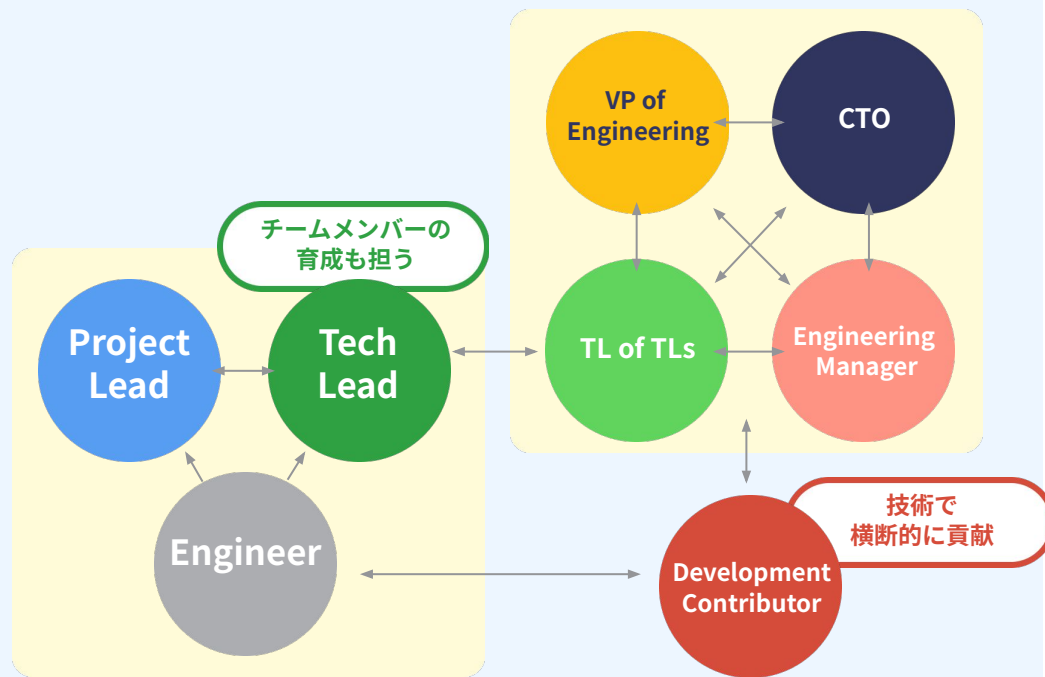 VP of
Engineering
CTO
チームメンバーの
育成も担う
Project
Lead
Tech
Lead
TL of TLs
Engineering
Manager
Engineer
技術で
横断的に貢献
Development
Contributor